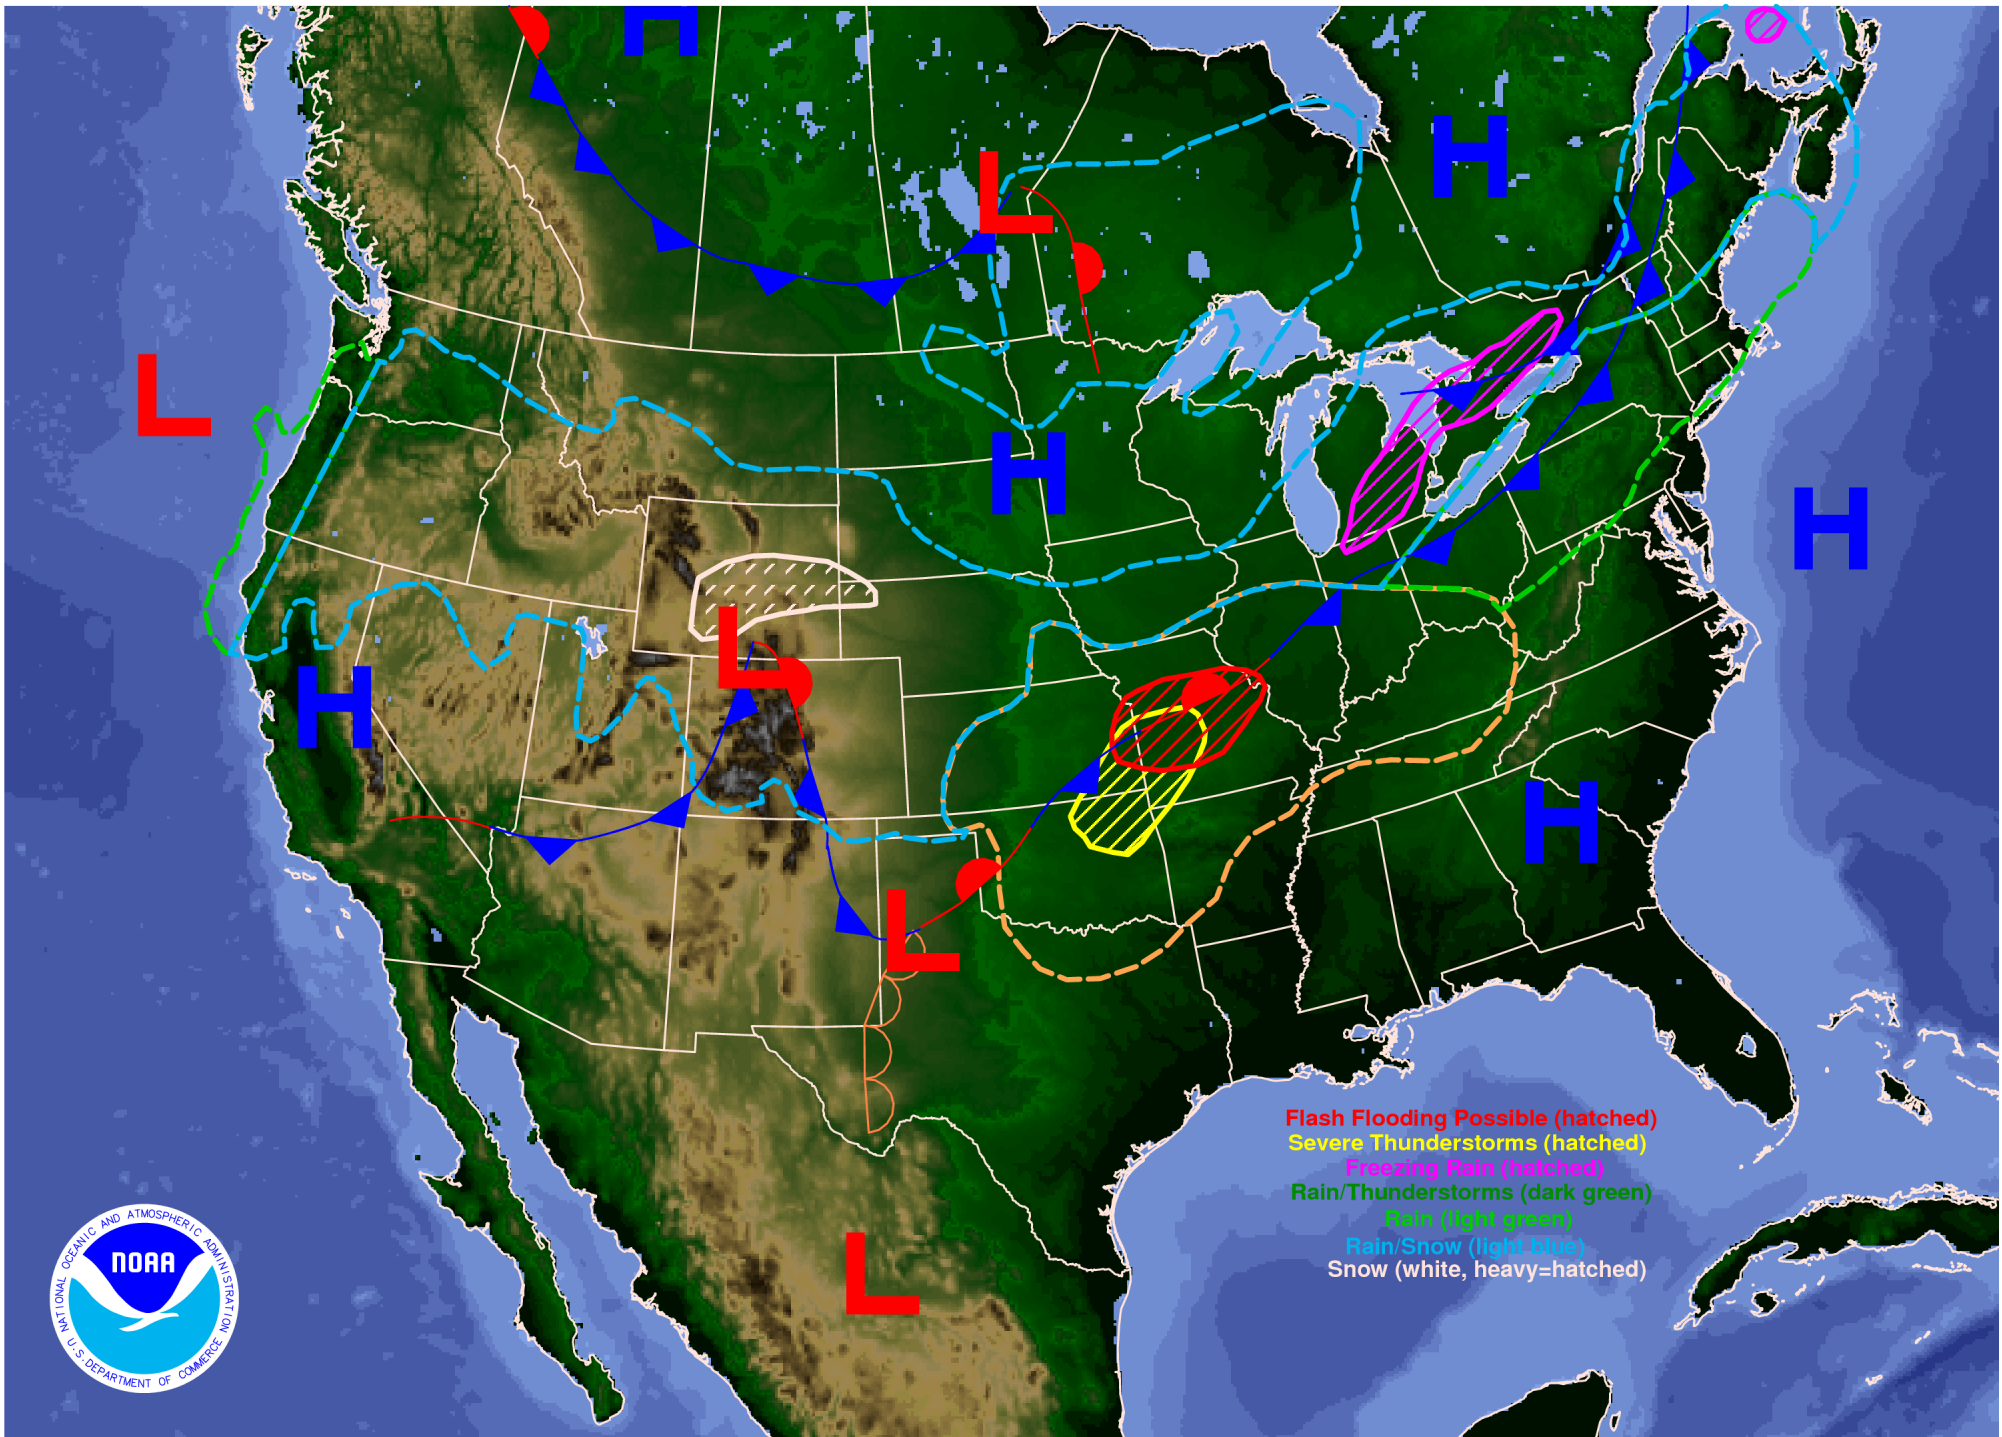 H
L
H
L
H
H
L
H
H
L
L
Flash Flooding Possible (hatched)
Severe Thunderstorms (hatched)
Freezing Rain (hatched)
Rain/Thunderstorms (dark green)
Rain (light green)
Rain/Snow (light blue)
Snow (white, heavy=hatched)
NATIONAL OCEANIC AND ATMOSPHERIC ADMINISTRATION
NOAA
U.S. DEPARTMENT OF COMMERCE